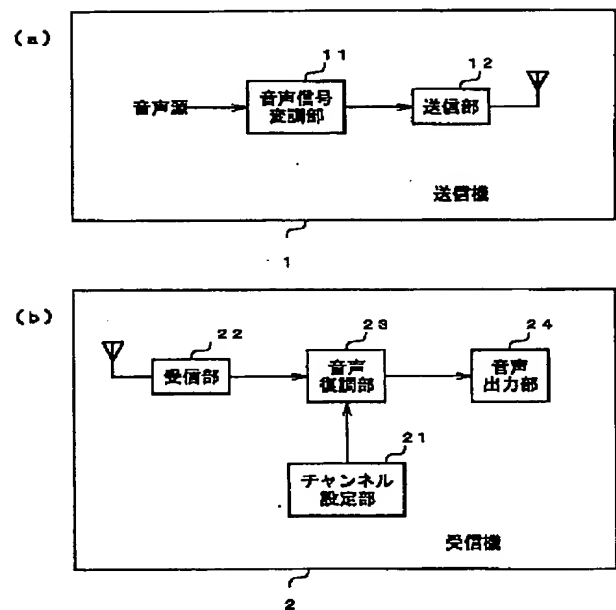 (a)
11
12
音声源
音声信号
変調部
送信部
送信機
1
(b)
22
23
24
受信部
音声
復調部
音声
出力部
21
チャンネル
設定部
受信機
2